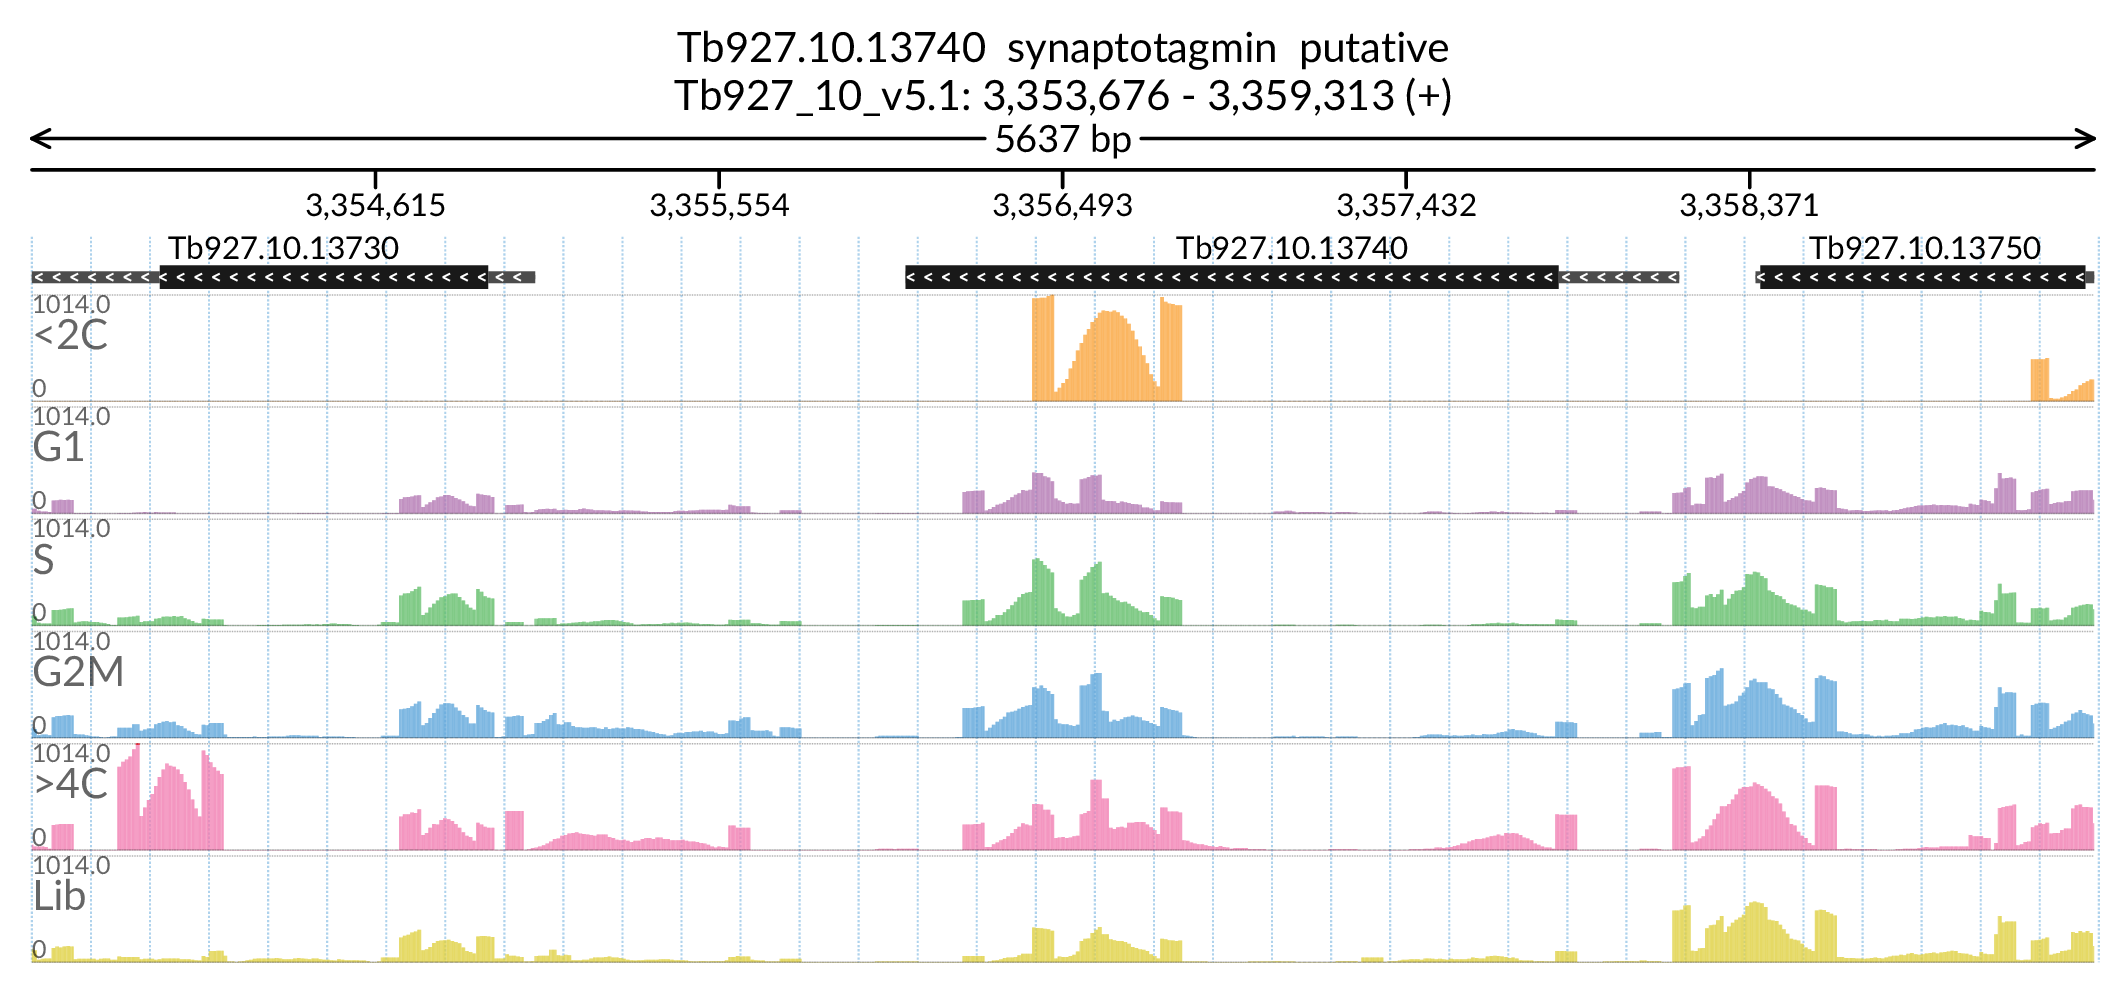 Tb927.10.13740 synaptotagmin putative
Tb927_10_v5.1: 3,353,676 - 3,359,313 (+)
5637 bp
3,354,615 3,355,554 3,356,493 3,357,432 3,358,371
Tb927.10.13730 Tb927.10.13740 Tb927.10.13750
1014.0
<2C
0
1014.0
G1
0
1014.0
S
0
1014.0
G2M
0
1014.0
>4C
0
1014.0
Lib
0